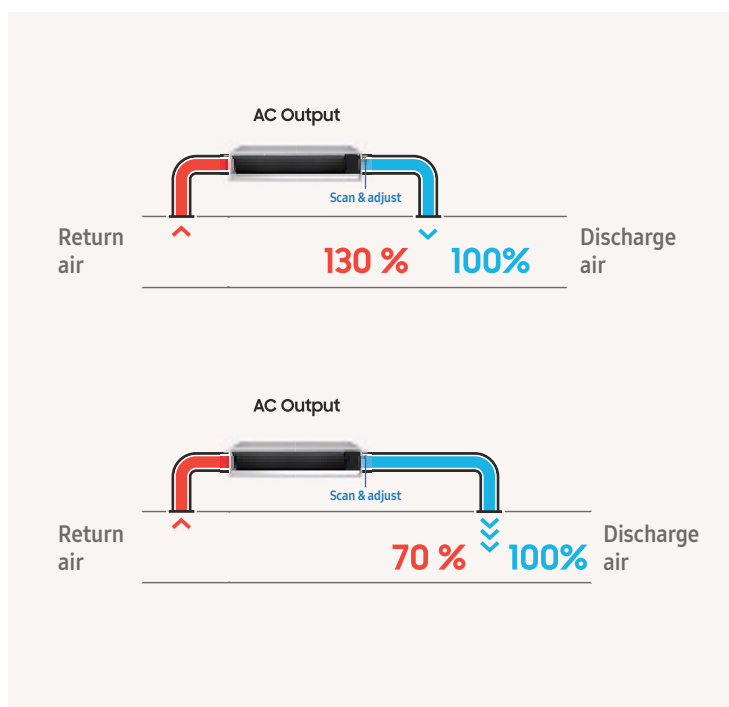 AC Output
Scan & adjust
Return
air
130 %
100%
Discharge
air
AC Output
Scan & adjust
Return
air
70 %
100%
Discharge
air